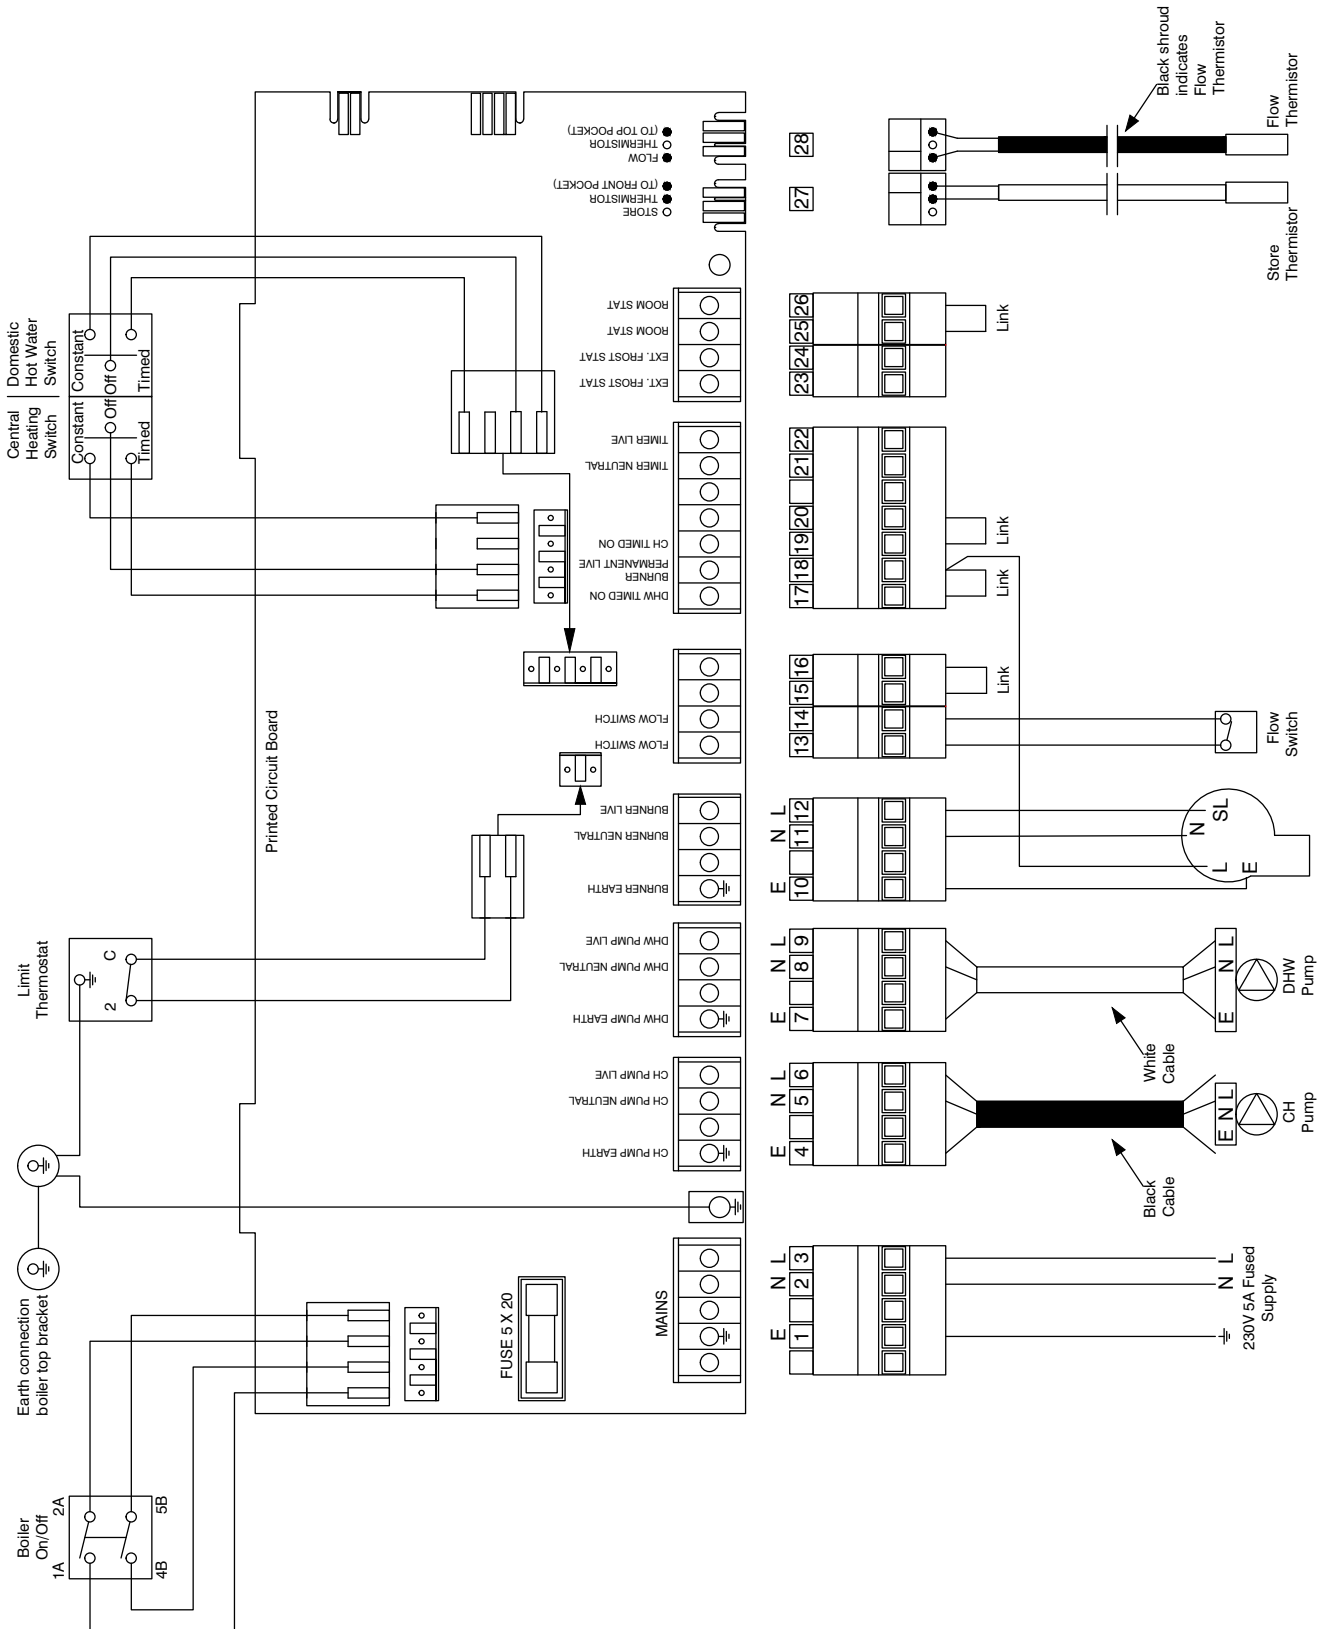 Central
Heating
Switch
Domestic
Hot Water
Switch
Constant
Constant
Off
Off
Timed
Timed
Limit
Thermostat
2
C
Earth connection
boiler top bracket
Boiler
On/Off
1A
2A
4B
5B
Printed Circuit Board
FUSE 5 X 20
MAINS
CH PUMP EARTH
CH PUMP NEUTRAL
CH PUMP LIVE
DHW PUMP EARTH
DHW PUMP NEUTRAL
DHW PUMP LIVE
BURNER EARTH
BURNER NEUTRAL
BURNER LIVE
FLOW SWITCH
FLOW SWITCH
DHW TIMED ON
BURNER
PERMANENT LIVE
CH TIMED ON
TIMER NEUTRAL
TIMER LIVE
EXT. FROST STAT
EXT. FROST STAT
ROOM STAT
ROOM STAT
STORE
THERMISTOR
(TO FRONT POCKET)
FLOW
THERMISTOR
(TO TOP POCKET)
E N L
1 2 3
E N L
4 5 6
E N L
7 8 9
E N L
10 11 12
13 14 15 16
17 18 19 20 21 22
23 24 25 26
27
28
Link
Link
Link
Link
Black
Cable
White
Cable
N L
230V 5A Fused
Supply
E N L
CH
Pump
E N L
DHW
Pump
L
E
N
SL
Flow
Switch
Store
Thermistor
Flow
Thermistor
Black shroud
indicates
Flow
Thermistor